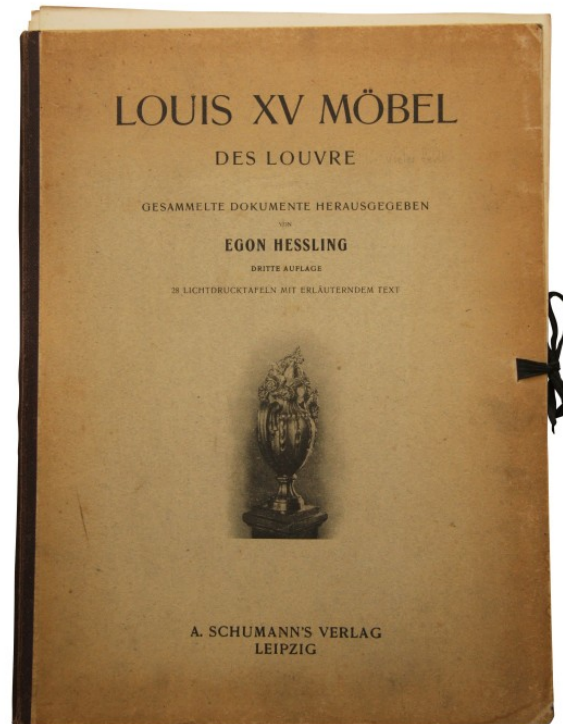 LOUIS XV MÖBEL
DES LOUVRE
GESAMMELTE DOKUMENTE HERAUSGEGEBEN
VON
EGON HESSLING
DRITTE AUFLAGE
28 LICHTDRUCKTAFELN MIT ERLÄUTERNDEM TEXT
A. SCHUMANN'S VERLAG
LEIPZIG